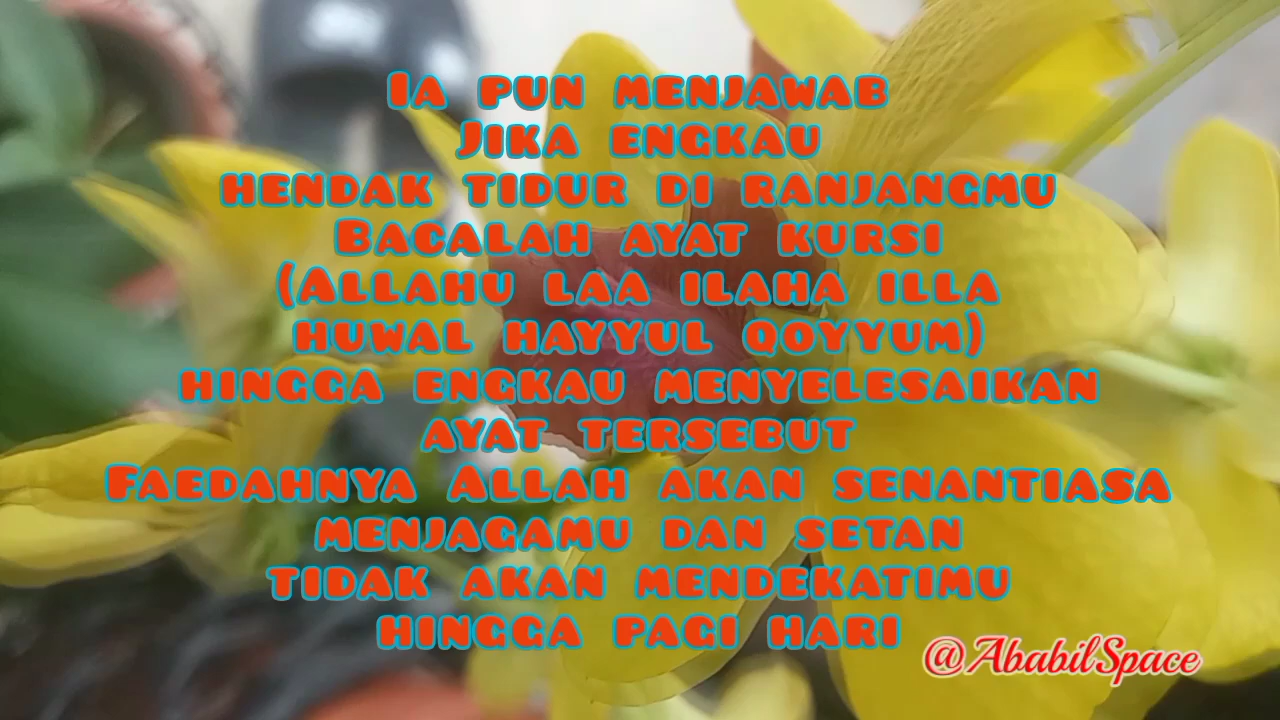 Ia pun menjawab
Jika engkau
hendak tidur di ranjangmu
Bacalah ayat kursi
(Allahu laa ilaha illa
huwal hayyul qoyyum)
hingga engkau menyelesaikan
ayat tersebut
Faedahnya Allah akan senantiasa
menjagamu dan setan
tidak akan mendekatimu
hingga pagi hari
@AbabilSpace